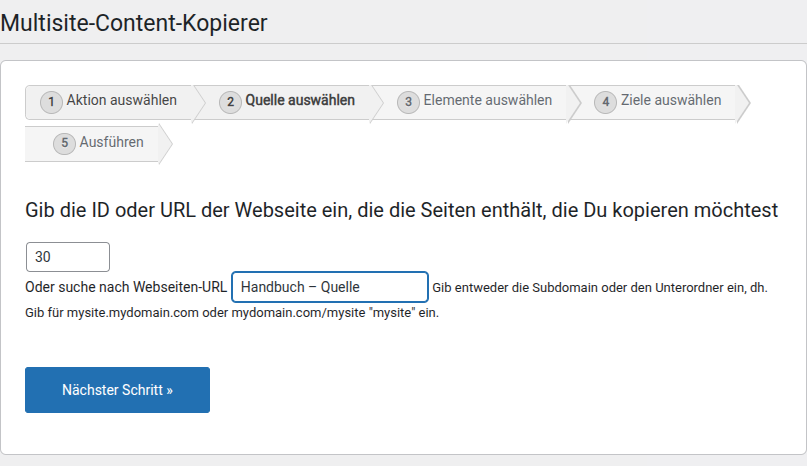 Multisite-Content-Kopierer
1 Aktion auswählen 2 Quelle auswählen 3 Elemente auswählen 4 Ziele auswählen
5 Ausführen
Gib die ID oder URL der Webseite ein, die die Seiten enthält, die Du kopieren möchtest
30
Oder suche nach Webseiten-URL Handbuch – Quelle Gib entweder die Subdomain oder den Unterordner ein, dh.
Gib für mysite.mydomain.com oder mydomain.com/mysite "mysite" ein.
Nächster Schritt »